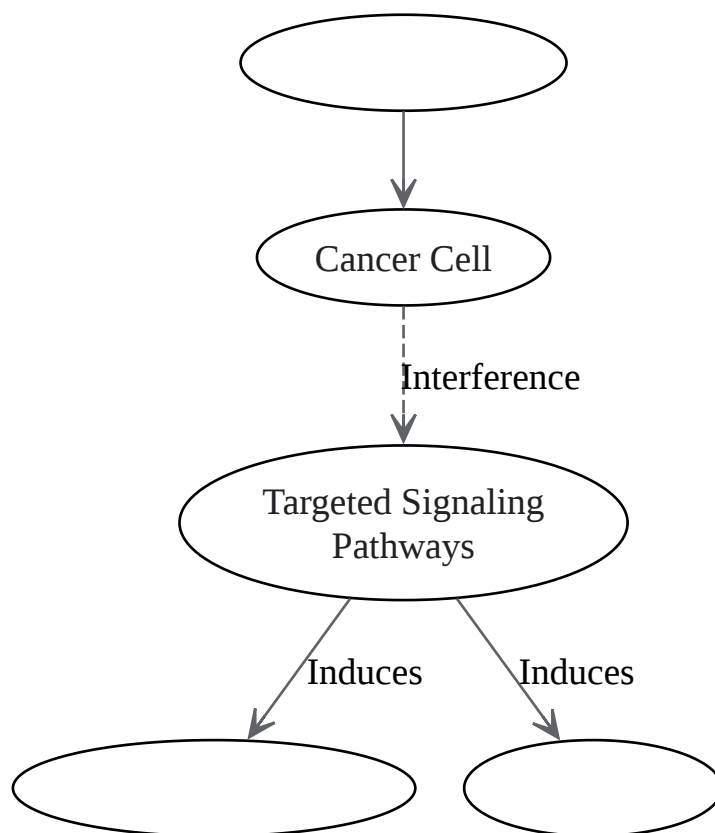 Cancer Cell
Interference
Targeted Signaling
Pathways
Induces
Induces